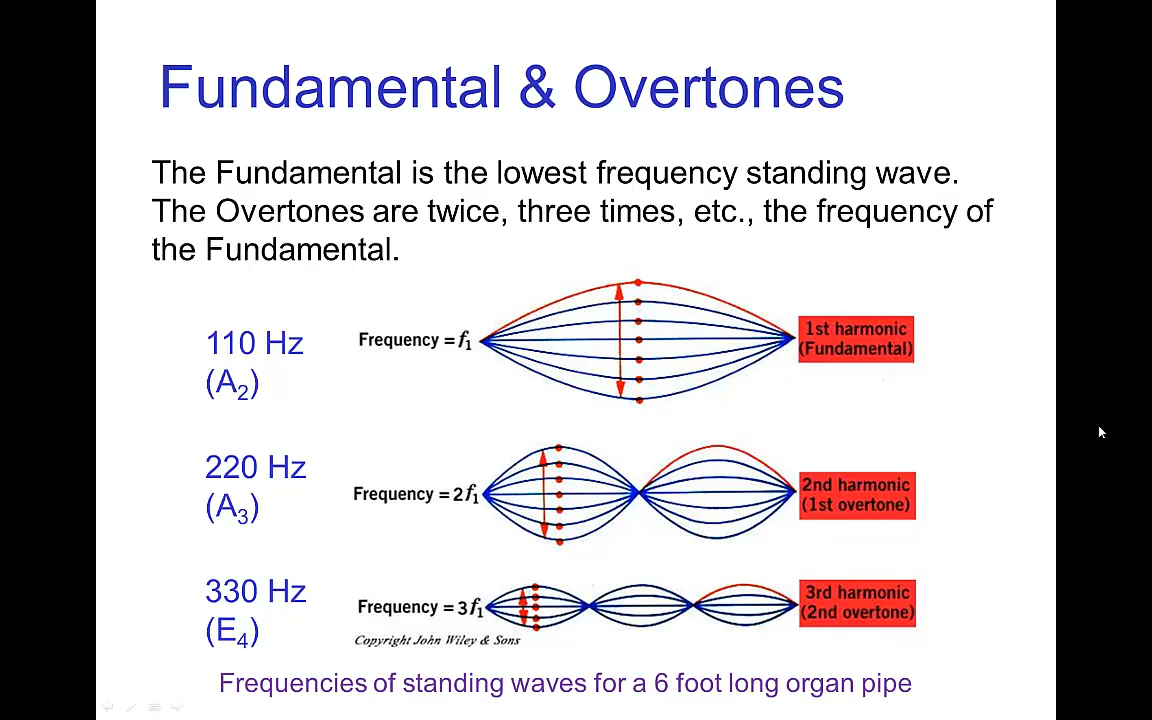 Fundamental & Overtones
The Fundamental is the lowest frequency standing wave.
The Overtones are twice, three times, etc., the frequency of
the Fundamental.
110 Hz
(A2)
Frequency = f1
1st harmonic
(Fundamental)
220 Hz
(A3)
Frequency = 2f1
2nd harmonic
(1st overtone)
330 Hz
(E4)
Frequency = 3f1
3rd harmonic
(2nd overtone)
Copyright John Wiley & Sons
Frequencies of standing waves for a 6 foot long organ pipe